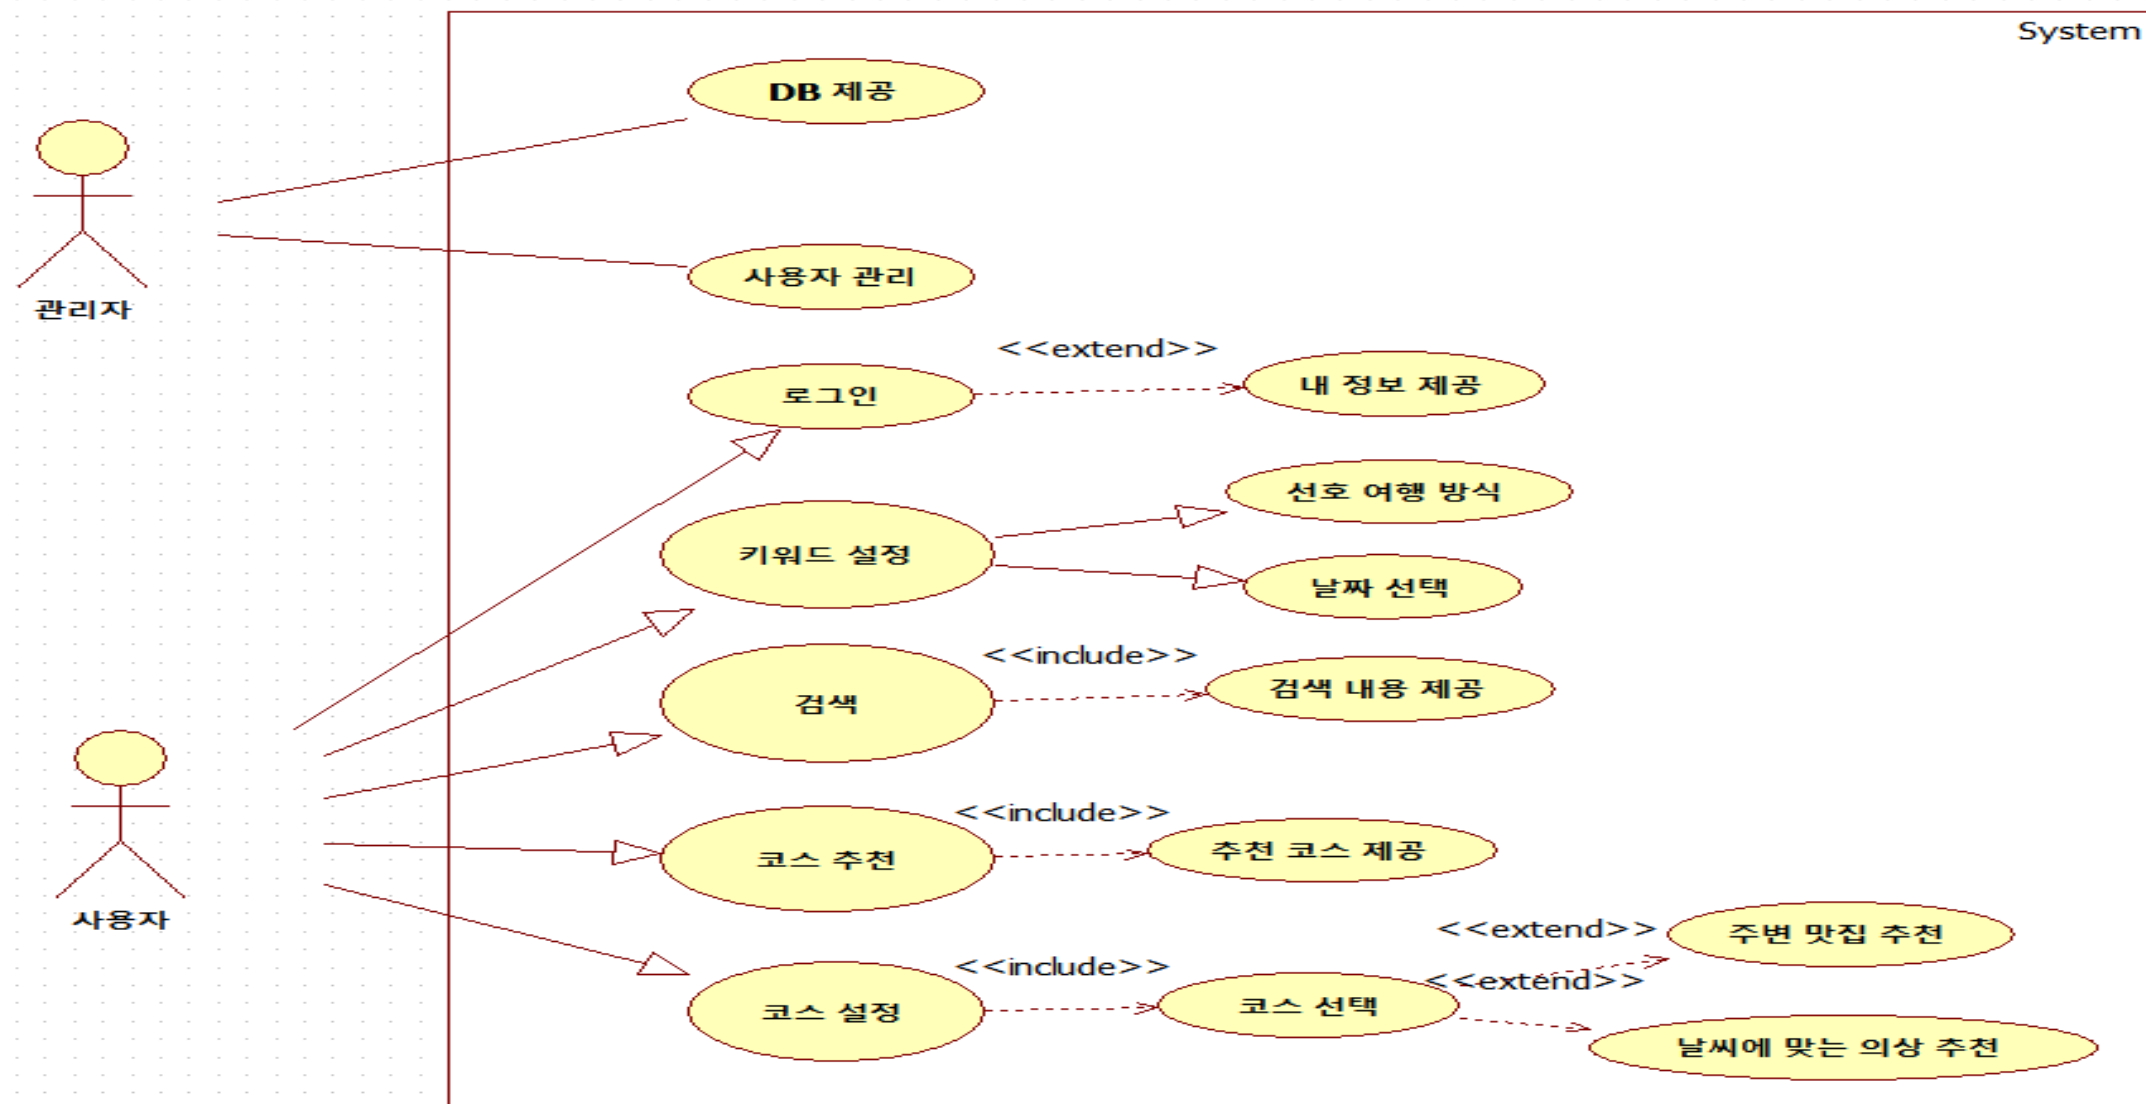 System
DB 제공
관리자
사용자 관리
<<extend>>
로그인
내 정보 제공
선호 여행 방식
키워드 설정
날짜 선택
<<include>>
검색
검색 내용 제공
<<include>>
코스 추천
추천 코스 제공
사용자
<<extend>>
주변 맛집 추천
<<include>>
<<extend>>
코스 설정
코스 선택
날씨에 맞는 의상 추천